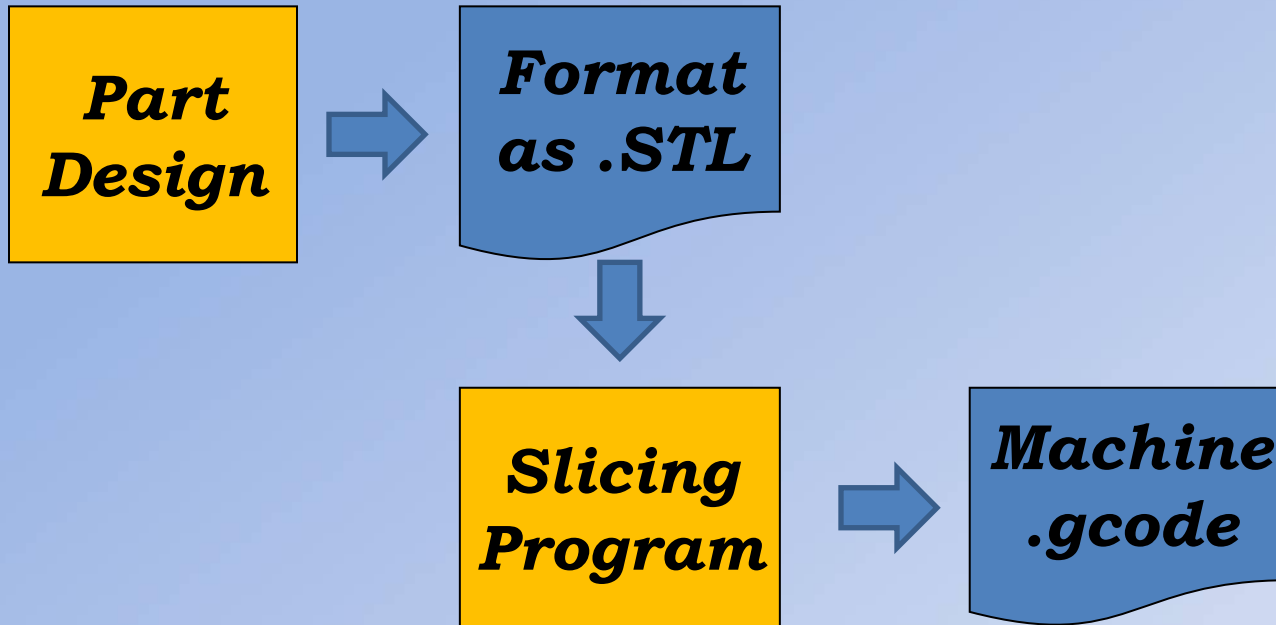 Part
Design
Format
as .STL
Slicing
Program
Machine
.gcode